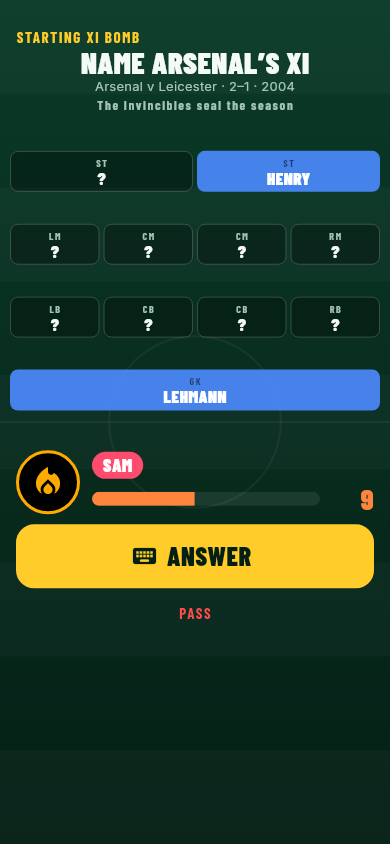 STARTING XI BOMB
NAME ARSENAL'S XI
Arsenal v Leicester · 2–1 · 2004
The Invincibles seal the season
ST ST
? HENRY
LM CM CM RM
? ? ? ?
LB CB CB RB
? ? ? ?
GK
LEHMANN
SAM
9
ANSWER
PASS